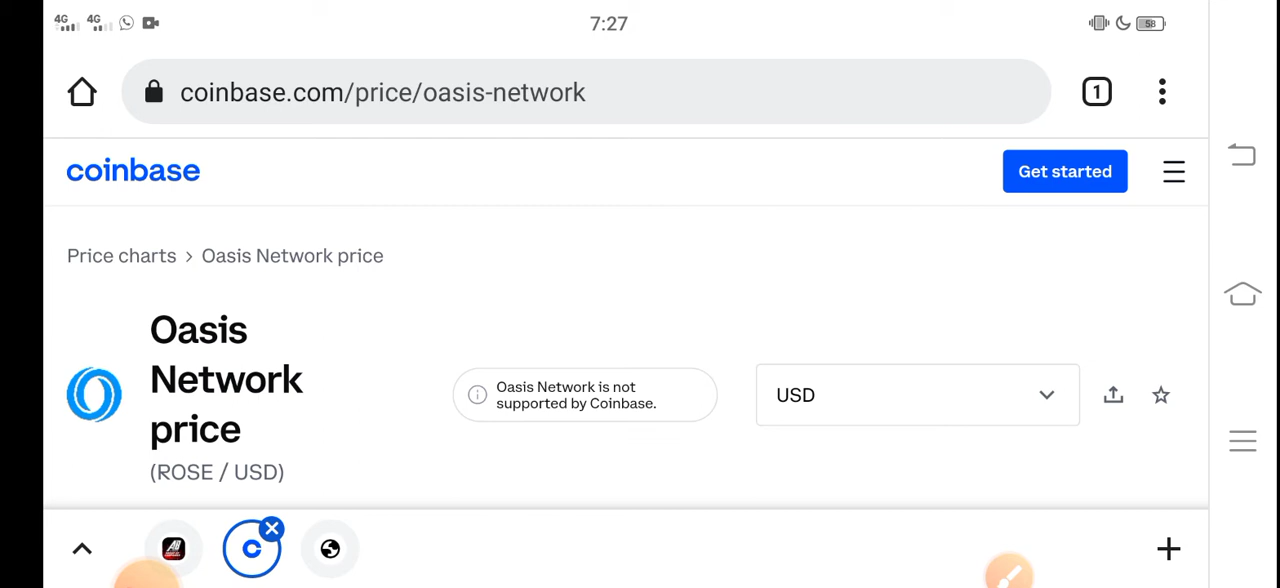 4G 4G 7:27 58
coinbase.com/price/oasis-network 1
coinbase Get started
Price charts > Oasis Network price
Oasis
Network
price
(ROSE / USD)
Oasis Network is not
supported by Coinbase.
USD